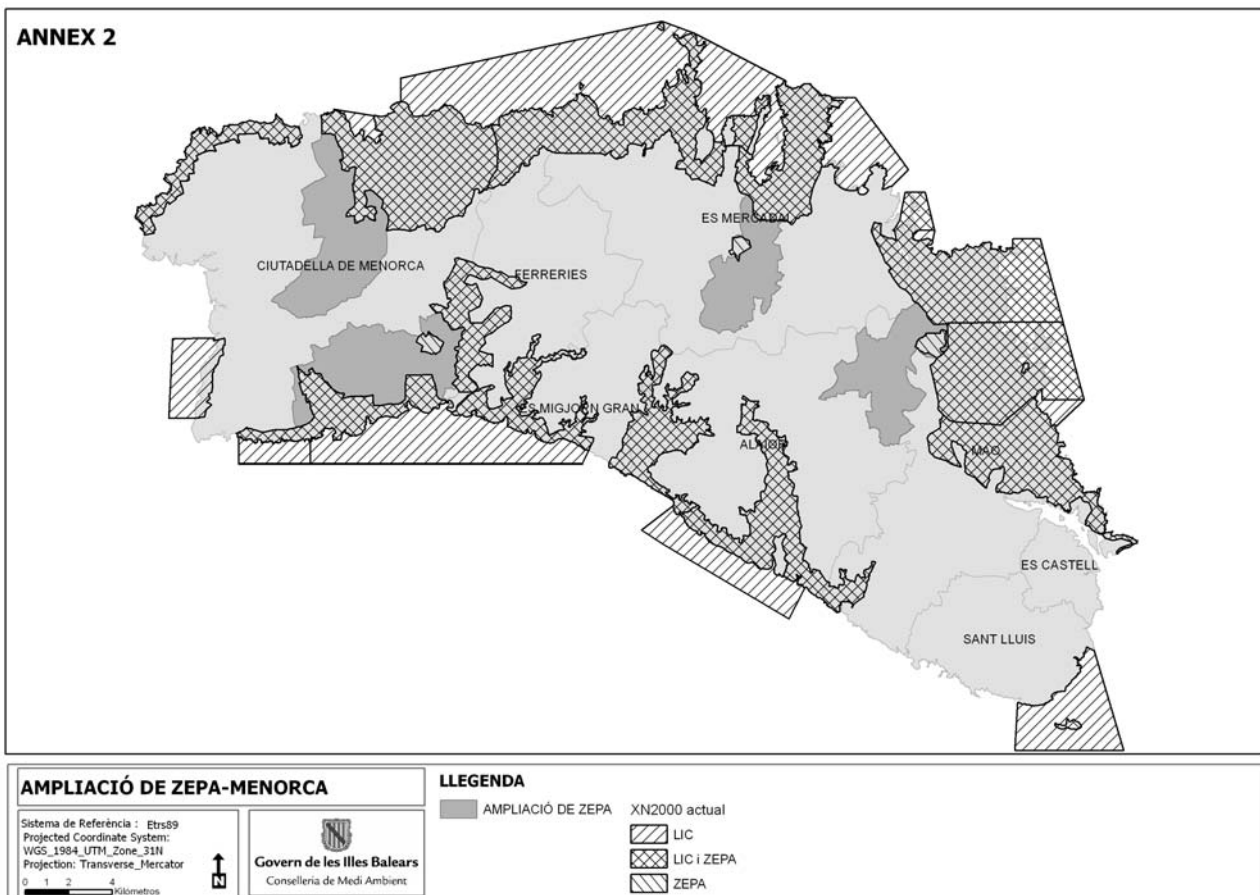 ANNEX 2
ES MERCADAL
CIUTADELLA DE MENORCA
FERRERIES
ES MIGJORN GRAN
ALAIOR
MAO
ES CASTELL
SANT LLUIS
AMPLIACIÓ DE ZEPA-MENORCA
Sistema de Referència : Etrs89
Projected Coordinate System:
WGS_1984_UTM_Zone_31N
Projection: Transverse_Mercator
0 1 2 4
Kilómetros
N
Govern de les Illes Balears
Conselleria de Medi Ambient
LLEGENDA
AMPLIACIÓ DE ZEPA
XN2000 actual
LIC
LIC i ZEPA
ZEPA